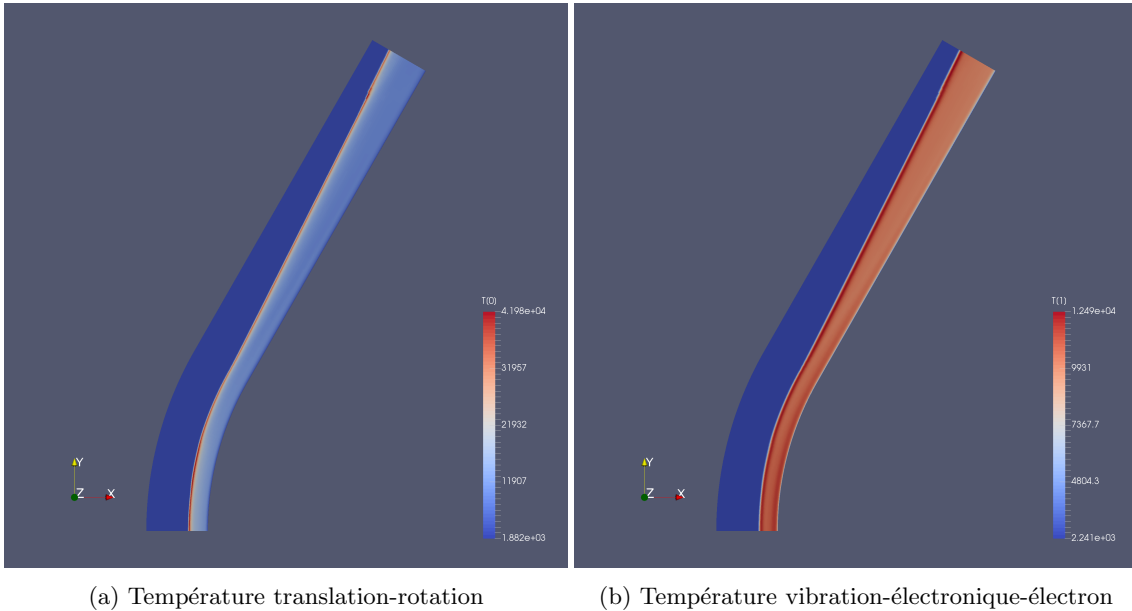 T(0)
4.198e+04
31957
21932
11907
1.882e+03
Y
Z X
T(1)
1.249e+04
9931
7367.7
4804.3
2.241e+03
Y
Z X
(a) Température translation-rotation
(b) Température vibration-électronique-électron